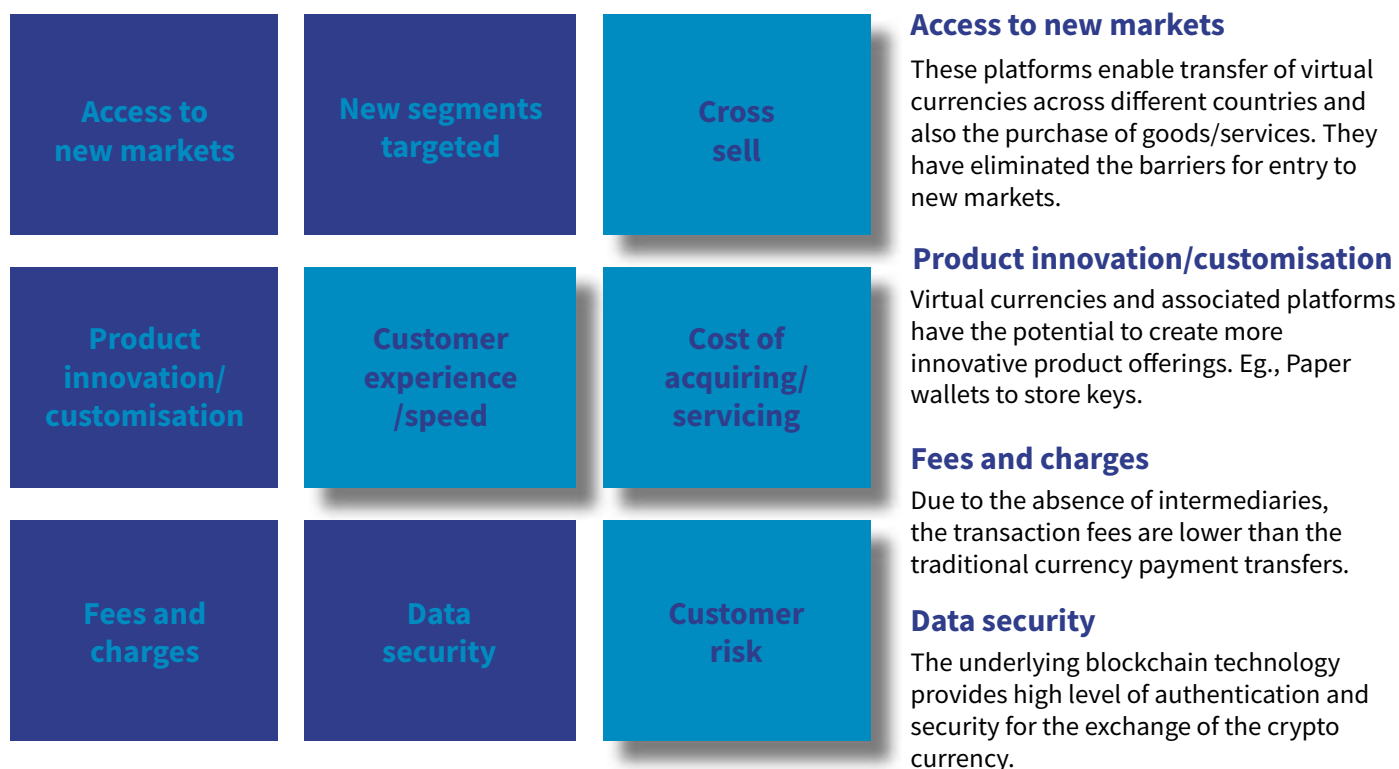 Access to
new markets
New segments
targeted
Cross
sell
Product
innovation/
customisation
Customer
experience
/speed
Cost of
acquiring/
servicing
Fees and
charges
Data
security
Customer
risk
Access to new markets
These platforms enable transfer of virtual
currencies across different countries and
also the purchase of goods/services. They
have eliminated the barriers for entry to
new markets.
Product innovation/customisation
Virtual currencies and associated platforms
have the potential to create more
innovative product offerings. Eg., Paper
wallets to store keys.
Fees and charges
Due to the absence of intermediaries,
the transaction fees are lower than the
traditional currency payment transfers.
Data security
The underlying blockchain technology
provides high level of authentication and
security for the exchange of the crypto
currency.